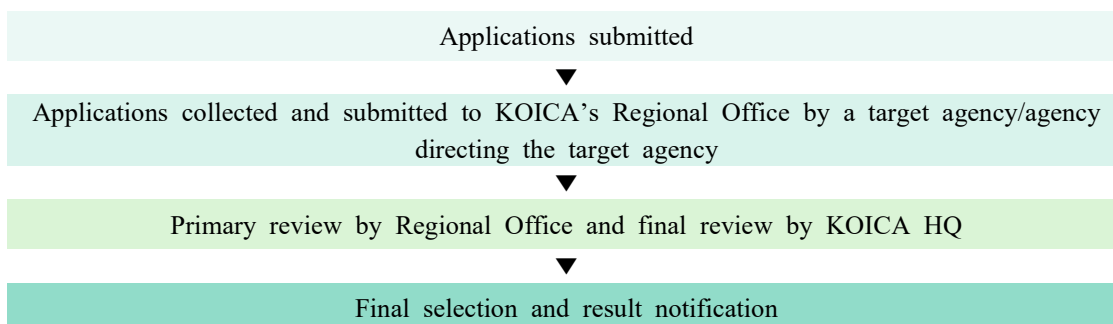 Applications submitted
Applications collected and submitted to KOICA's Regional Office by a target agency/agency
directing the target agency
Primary review by Regional Office and final review by KOICA HQ
Final selection and result notification